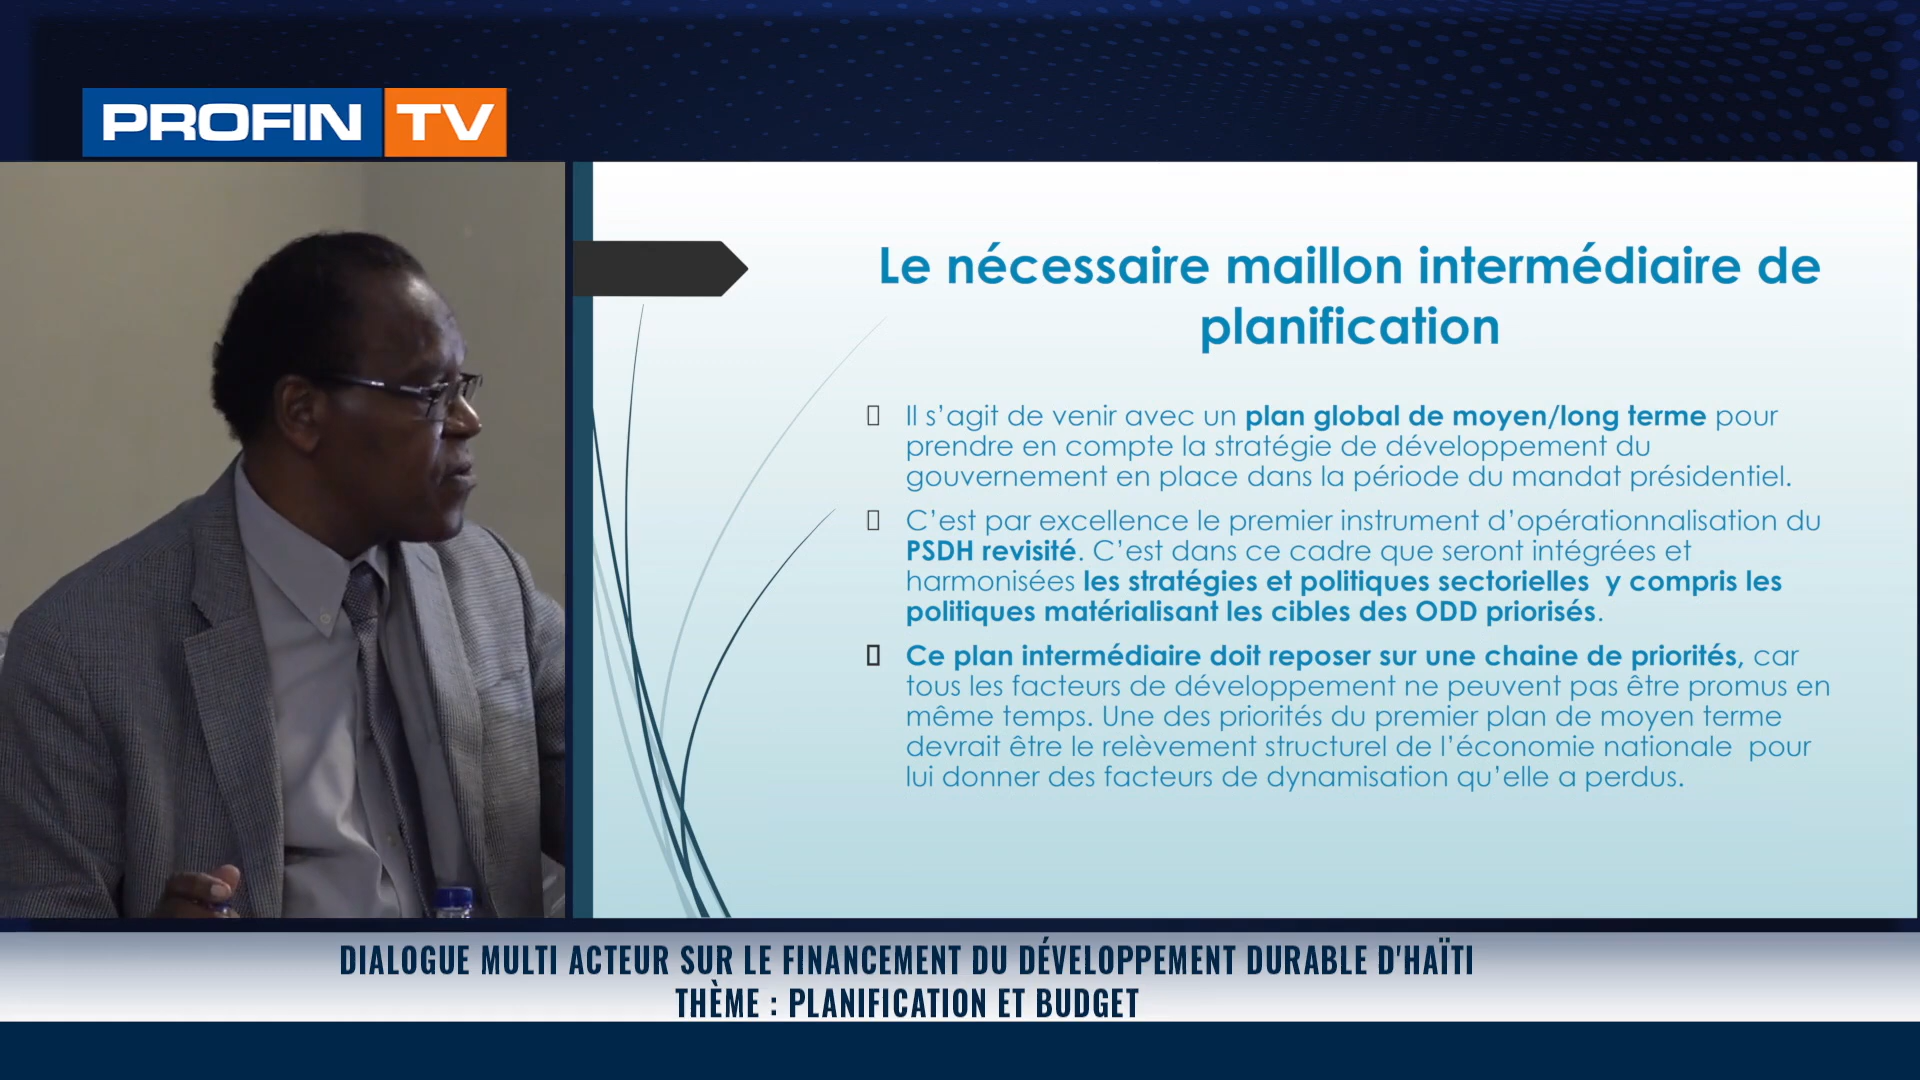 PROFIN TV
Le nécessaire maillon intermédiaire de
planification
Il s’agit de venir avec un plan global de moyen/long terme pour
prendre en compte la stratégie de développement du
gouvernement en place dans la période du mandat présidentiel.
C’est par excellence le premier instrument d’opérationnalisation du
PSDH revisité. C’est dans ce cadre que seront intégrées et
harmonisées les stratégies et politiques sectorielles y compris les
politiques matérialisant les cibles des ODD priorisés.
Ce plan intermédiaire doit reposer sur une chaine de priorités, car
tous les facteurs de développement ne peuvent pas être promus en
même temps. Une des priorités du premier plan de moyen terme
devrait être le relèvement structurel de l’économie nationale pour
lui donner des facteurs de dynamisation qu’elle a perdus.
DIALOGUE MULTI ACTEUR SUR LE FINANCEMENT DU DÉVELOPPEMENT DURABLE D'HAÏTI
THÈME : PLANIFICATION ET BUDGET